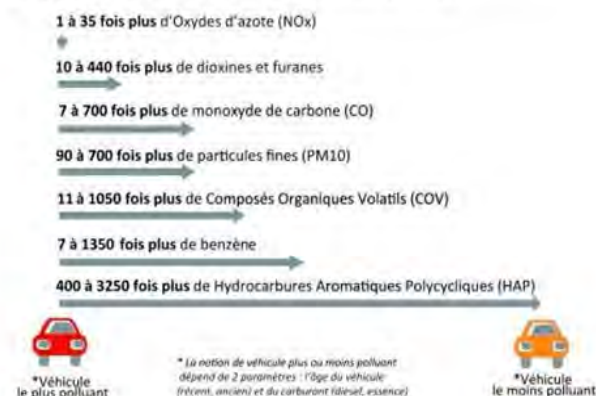 1 à 35 fois plus d'Oxydes d'azote (NOx)
10 à 440 fois plus de dioxines et furanes
7 à 700 fois plus de monoxyde de carbone (CO)
90 à 700 fois plus de particules fines (PM10)
11 à 1050 fois plus de Composés Organiques Volatils (COV)
7 à 1350 fois plus de benzène
400 à 3250 fois plus de Hydrocarbures Aromatiques Polycycliques (HAP)
*Véhicule
le plus polluant
* La notion de véhicule plus ou moins polluant
dépend de 2 paramètres : l'âge du véhicule
(récent, ancien) et du carburant (diesel, essence)
*Véhicule
le moins polluant